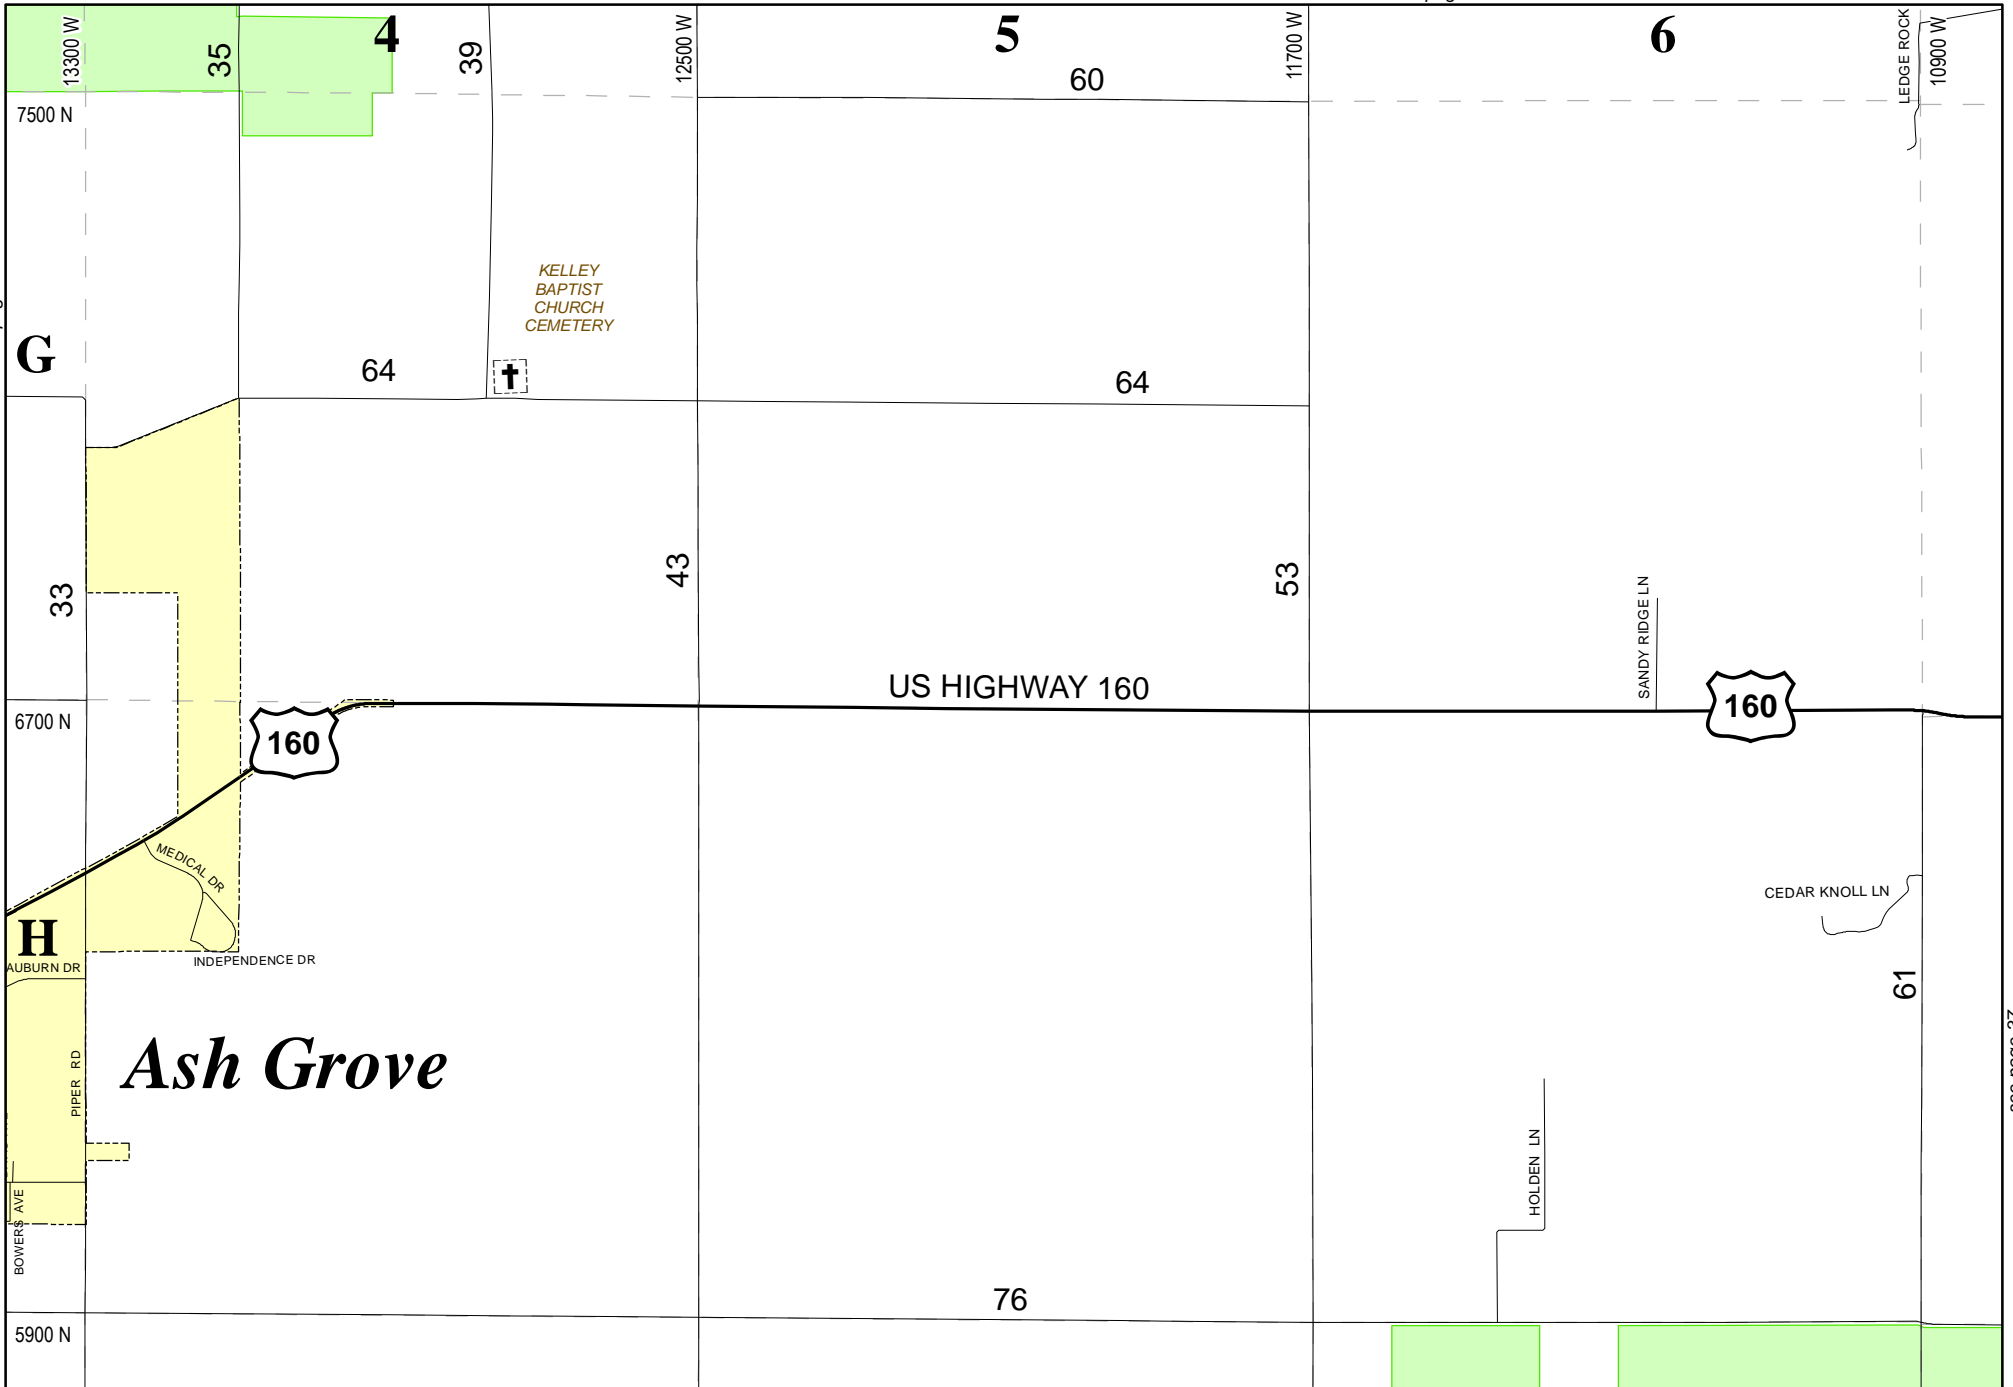 4
5
6
13300 W
35
39
12500 W
11700 W
LEDGE ROCK
10900 W
60
7500 N
KELLEY
BAPTIST
CHURCH
CEMETERY
G
64
64
33
43
53
SANDY RIDGE LN
US HIGHWAY 160
160
160
6700 N
MEDICAL DR
CEDAR KNOLL LN
H
AUBURN DR
INDEPENDENCE DR
61
Ash Grove
PIPER RD
HOLDEN LN
BOWERS AVE
76
5900 N